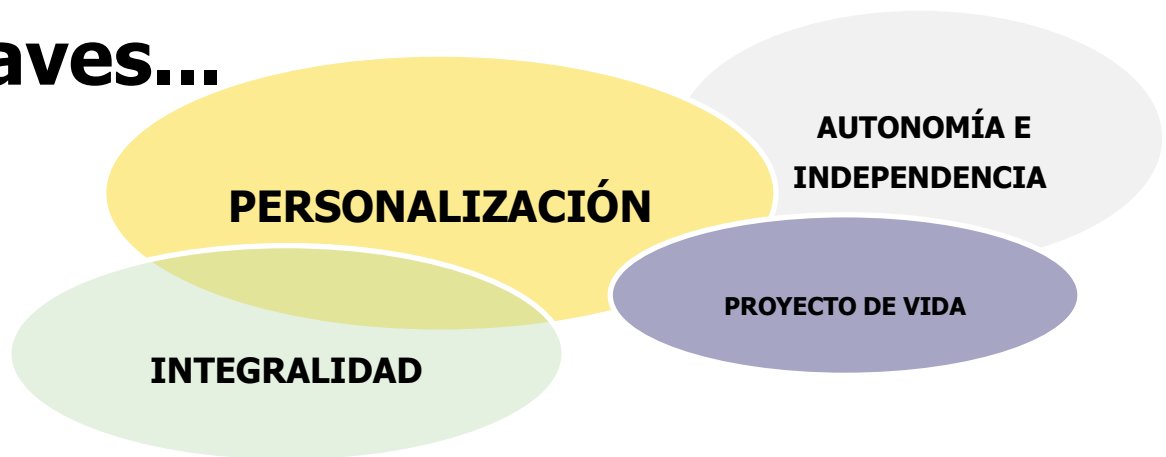 aves...
AUTONOMÍA E
INDEPENDENCIA
PERSONALIZACIÓN
PROYECTO DE VIDA
INTEGRALIDAD